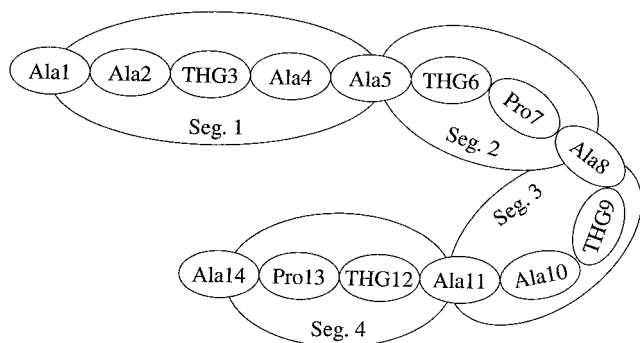 Ala1 Ala2 THG3 Ala4 Ala5 THG6 Pro7 Ala8
Seg. 1
Seg. 2
Seg. 3
THG9
Ala14 Pro13 THG12 Ala11 Ala10
Seg. 4